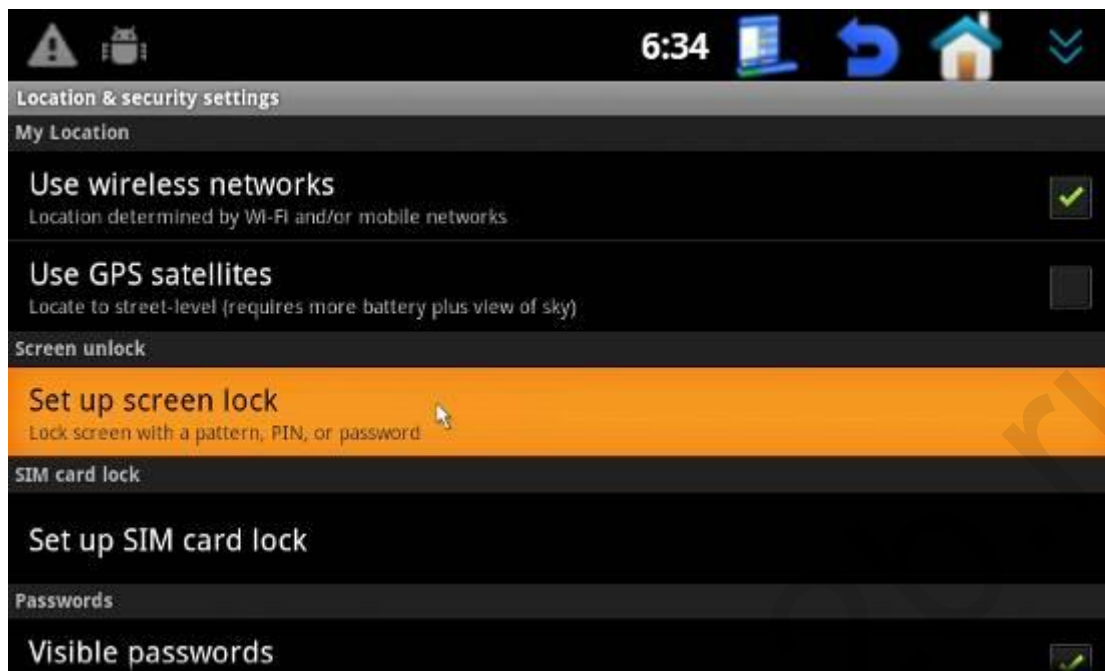 6:34
Location & security settings
My Location
Use wireless networks
Location determined by Wi-Fi and/or mobile networks
Use GPS satellites
Locate to street-level (requires more battery plus view of sky)
Screen unlock
Set up screen lock
Lock screen with a pattern, PIN, or password
SIM card lock
Set up SIM card lock
Passwords
Visible passwords